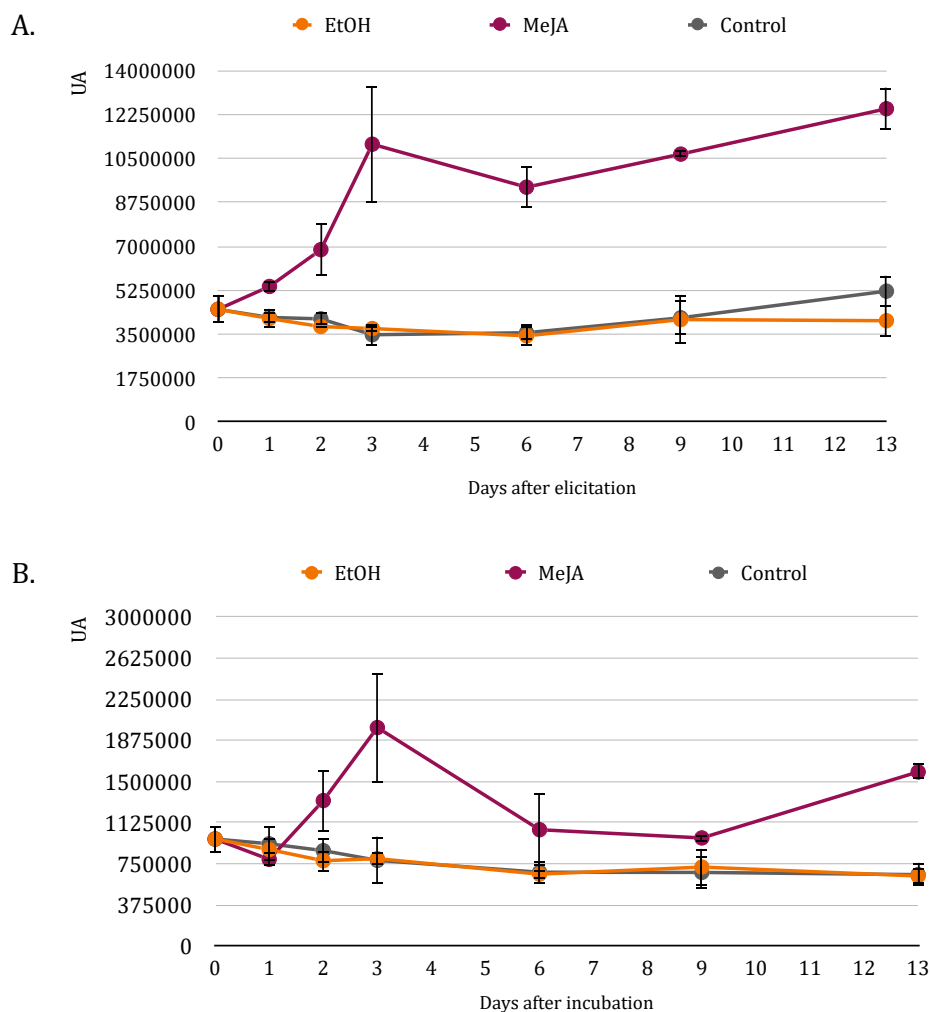 A.
EtOH MeJA Control
UA
14000000
12250000
10500000
8750000
7000000
5250000
3500000
1750000
0
0 1 2 3 4 5 6 7 8 9 10 11 12 13
Days after elicitation
B.
EtOH MeJA Control
UA
3000000
2625000
2250000
1875000
1500000
1125000
750000
375000
0
0 1 2 3 4 5 6 7 8 9 10 11 12 13
Days after incubation